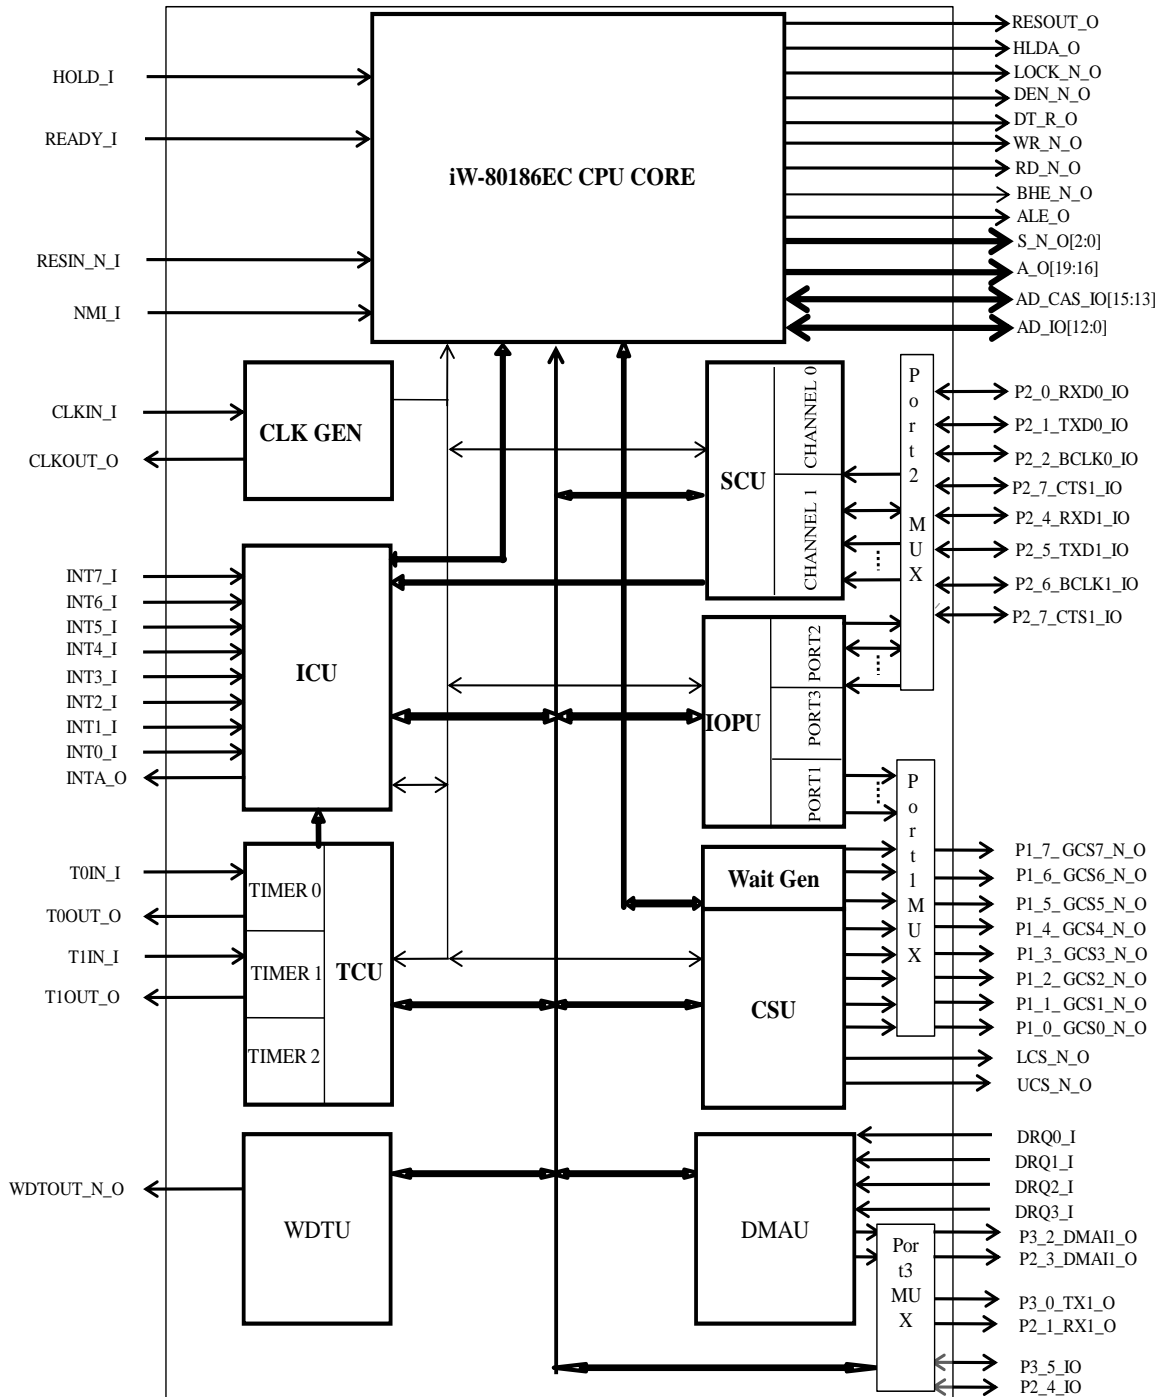 HOLD_I
READY_I
RESIN_N_I
NMI_I
iW-80186EC CPU CORE
RESOUT_O
HLDA_O
LOCK_N_O
DEN_N_O
DT_R_O
WR_N_O
RD_N_O
BHE_N_O
ALE_O
S_N_O[2:0]
A_O[19:16]
AD_CAS_IO[15:13]
AD_IO[12:0]
CLKIN_I
CLKOUT_O
CLK GEN
SCU
CHANNEL 0
CHANNEL 1
Port2 MUX
P2_0_RXD0_IO
P2_1_TXD0_IO
P2_2_BCLK0_IO
P2_7_CTS1_IO
P2_4_RXD1_IO
P2_5_TXD1_IO
P2_6_BCLK1_IO
P2_7_CTS1_IO
INT7_I
INT6_I
INT5_I
INT4_I
INT3_I
INT2_I
INT1_I
INT0_I
INTA_O
ICU
IOPU
PORT2
PORT3
PORT1
Port1MUX
T0IN_I
T0OUT_O
T1IN_I
T1OUT_O
TIMER 0
TIMER 1
TIMER 2
TCU
Wait Gen
CSU
P1_7_GCS7_N_O
P1_6_GCS6_N_O
P1_5_GCS5_N_O
P1_4_GCS4_N_O
P1_3_GCS3_N_O
P1_2_GCS2_N_O
P1_1_GCS1_N_O
P1_0_GCS0_N_O
LCS_N_O
UCS_N_O
WDTOUT_N_O
WDTU
DMAU
DRQ0_I
DRQ1_I
DRQ2_I
DRQ3_I
Por
t3
MU
X
P3_2_DMAI1_O
P2_3_DMAI1_O
P3_0_TX1_O
P2_1_RX1_O
P3_5_IO
P2_4_IO